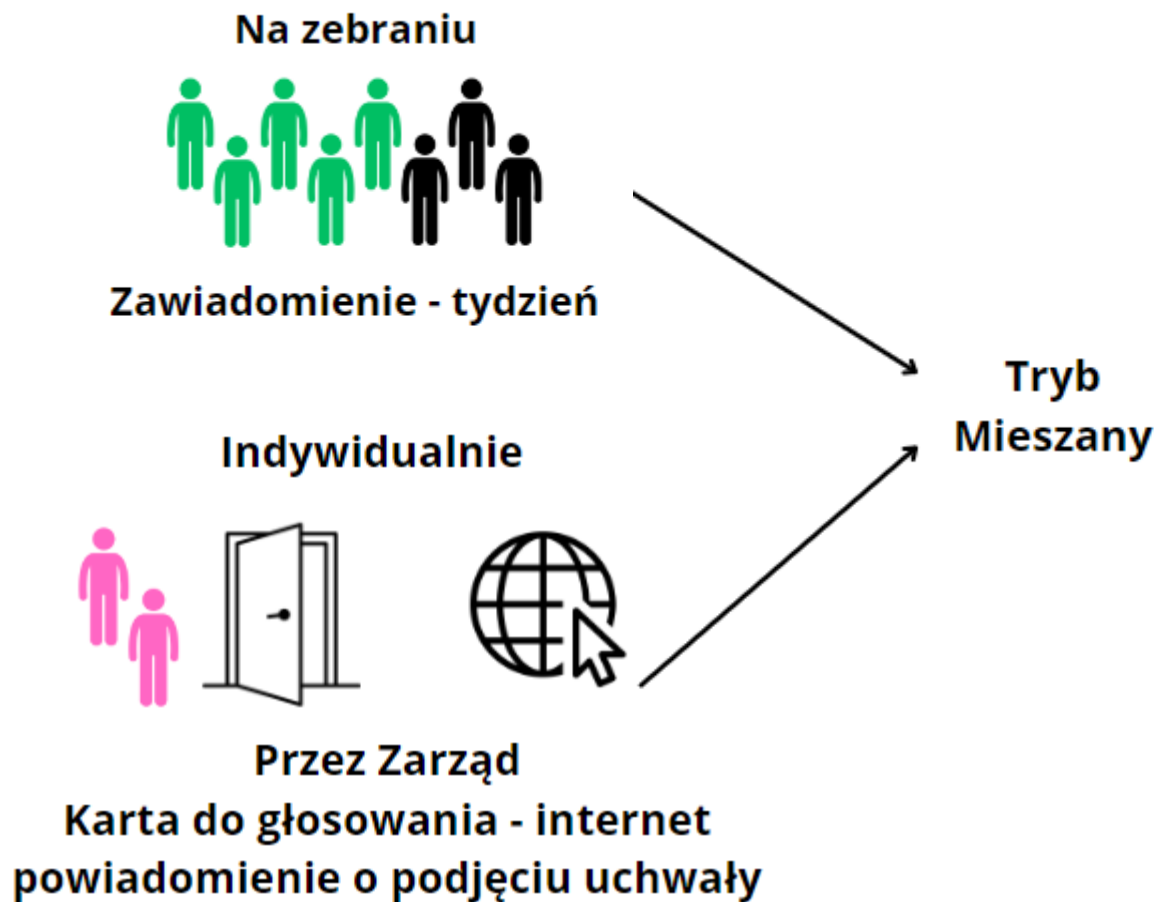 Na zebraniu
Zawiadomienie - tydzień
Indywidualnie
Przez Zarząd
Karta do głosowania - internet
powiadomienie o podjęciu uchwały
Tryb
Mieszany